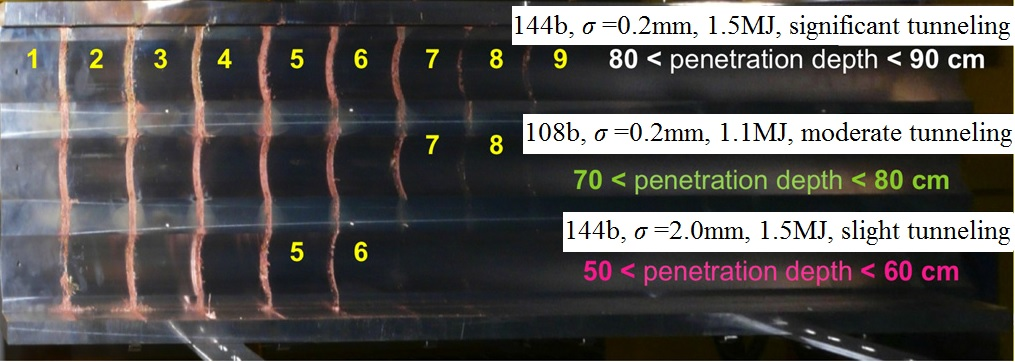 144b, σ =0.2mm, 1.5MJ, significant tunneling
1 2 3 4 5 6 7 8 9 80 < penetration depth < 90 cm
108b, σ =0.2mm, 1.1MJ, moderate tunneling
7 8
70 < penetration depth < 80 cm
144b, σ =2.0mm, 1.5MJ, slight tunneling
5 6
50 < penetration depth < 60 cm